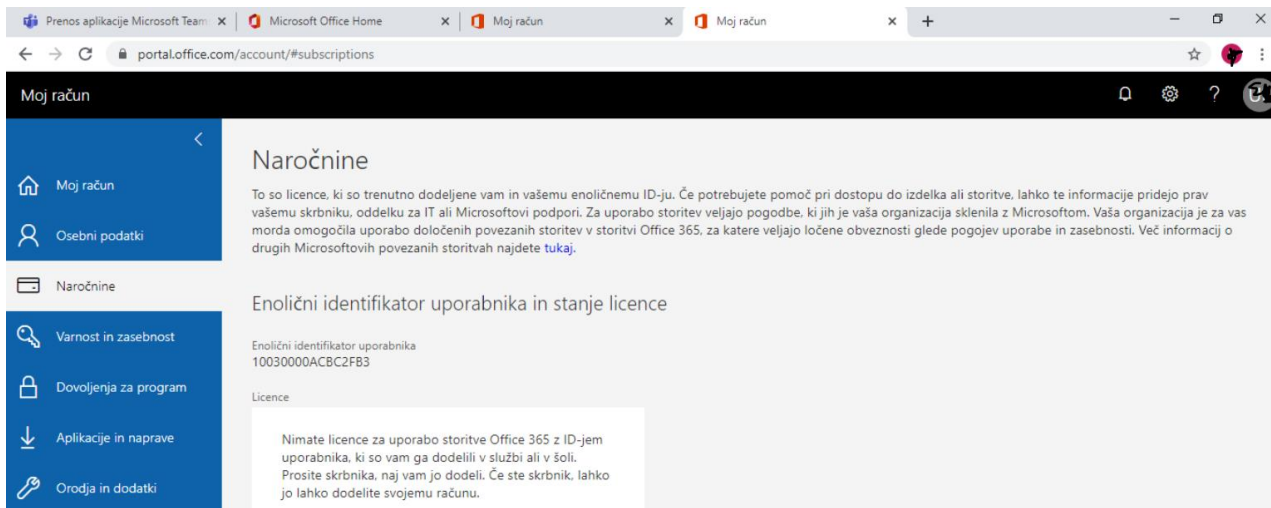 Prenos aplikacije Microsoft Team
Microsoft Office Home
Moj račun
Moj račun
portal.office.com/account/#subscriptions
Moj račun
Moj račun
Osebni podatki
Naročnine
Varnost in zasebnost
Dovoljenja za program
Aplikacije in naprave
Orodja in dodatki
Naročnine
To so licence, ki so trenutno dodeljene vam in vašemu enoličnemu ID-ju. Če potrebujete pomoč pri dostopu do izdelka ali storitve, lahko te informacije pridejo prav
vašemu skrbniku, oddelku za IT ali Microsoftovi podpori. Za uporabo storitev veljajo pogodbe, ki jih je vaša organizacija sklenila z Microsoftom. Vaša organizacija je za vas
morda omogočila uporabo določenih povezanih storitev v storitvi Office 365, za katere veljajo ločene obveznosti glede pogojev uporabe in zasebnosti. Več informacij o
drugih Microsoftovih povezanih storitvah najdete tukaj.
Enolični identifikator uporabnika in stanje licence
Enolični identifikator uporabnika
10030000ACBC2FB3
Licence
Nimate licence za uporabo storitve Office 365 z ID-jem
uporabnika, ki so vam ga dodelili v službi ali v šoli.
Prosite skrbnika, naj vam jo dodeli. Če ste skrbnik, lahko
jo lahko dodelite svojemu računu.